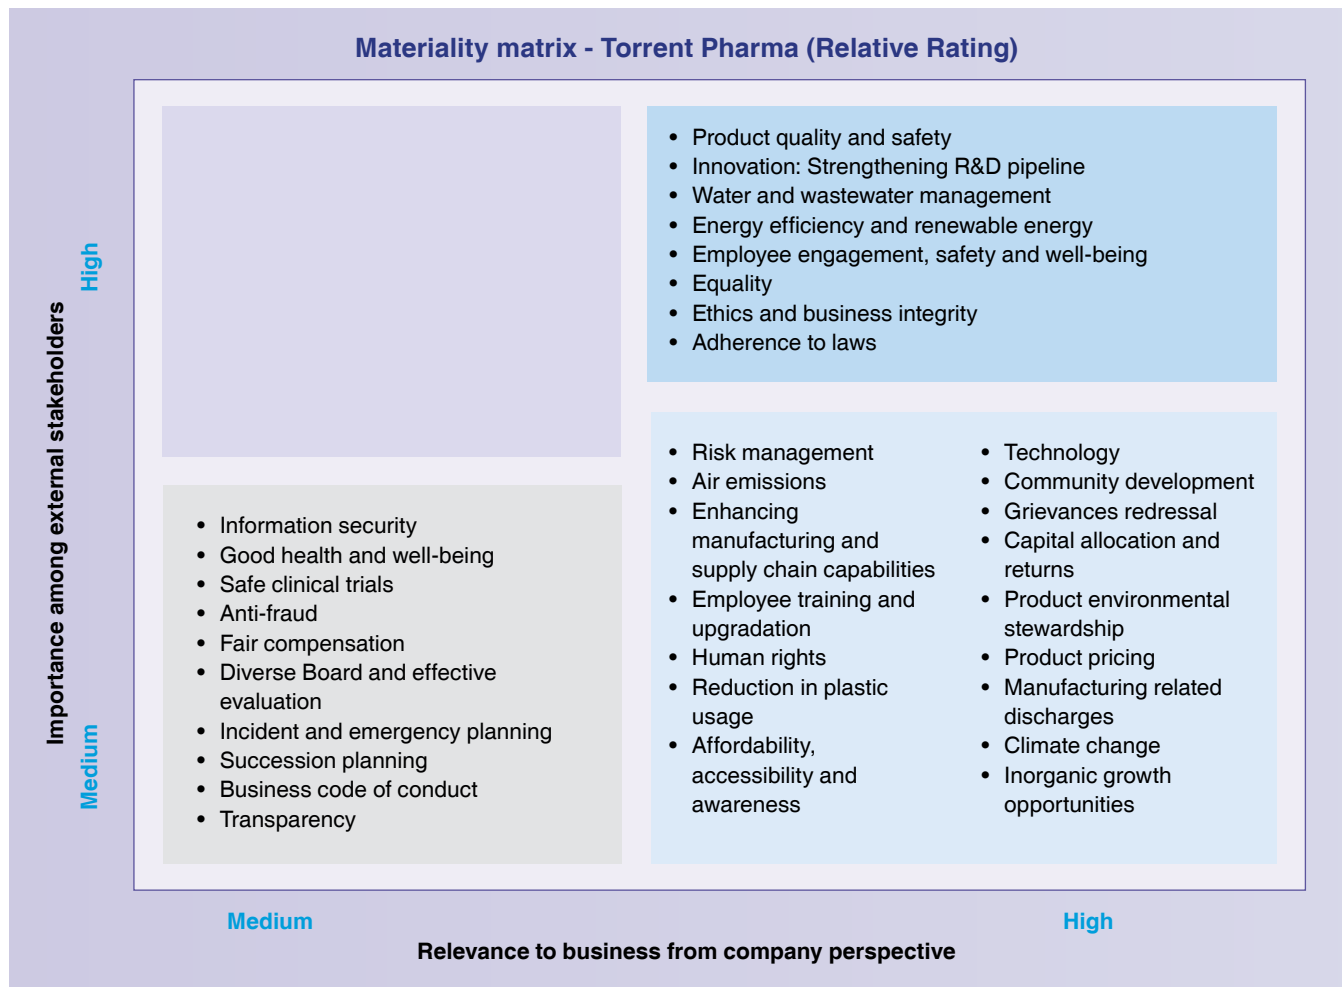 Materiality matrix - Torrent Pharma (Relative Rating)
Importance among external stakeholders
High
Medium
• Product quality and safety
• Innovation: Strengthening R&D pipeline
• Water and wastewater management
• Energy efficiency and renewable energy
• Employee engagement, safety and well-being
• Equality
• Ethics and business integrity
• Adherence to laws
• Information security
• Good health and well-being
• Safe clinical trials
• Anti-fraud
• Fair compensation
• Diverse Board and effective
evaluation
• Incident and emergency planning
• Succession planning
• Business code of conduct
• Transparency
• Risk management
• Air emissions
• Enhancing
manufacturing and
supply chain capabilities
• Employee training and
upgradation
• Human rights
• Reduction in plastic
usage
• Affordability,
accessibility and
awareness
• Technology
• Community development
• Grievances redressal
• Capital allocation and
returns
• Product environmental
stewardship
• Product pricing
• Manufacturing related
discharges
• Climate change
• Inorganic growth
opportunities
Medium
High
Relevance to business from company perspective